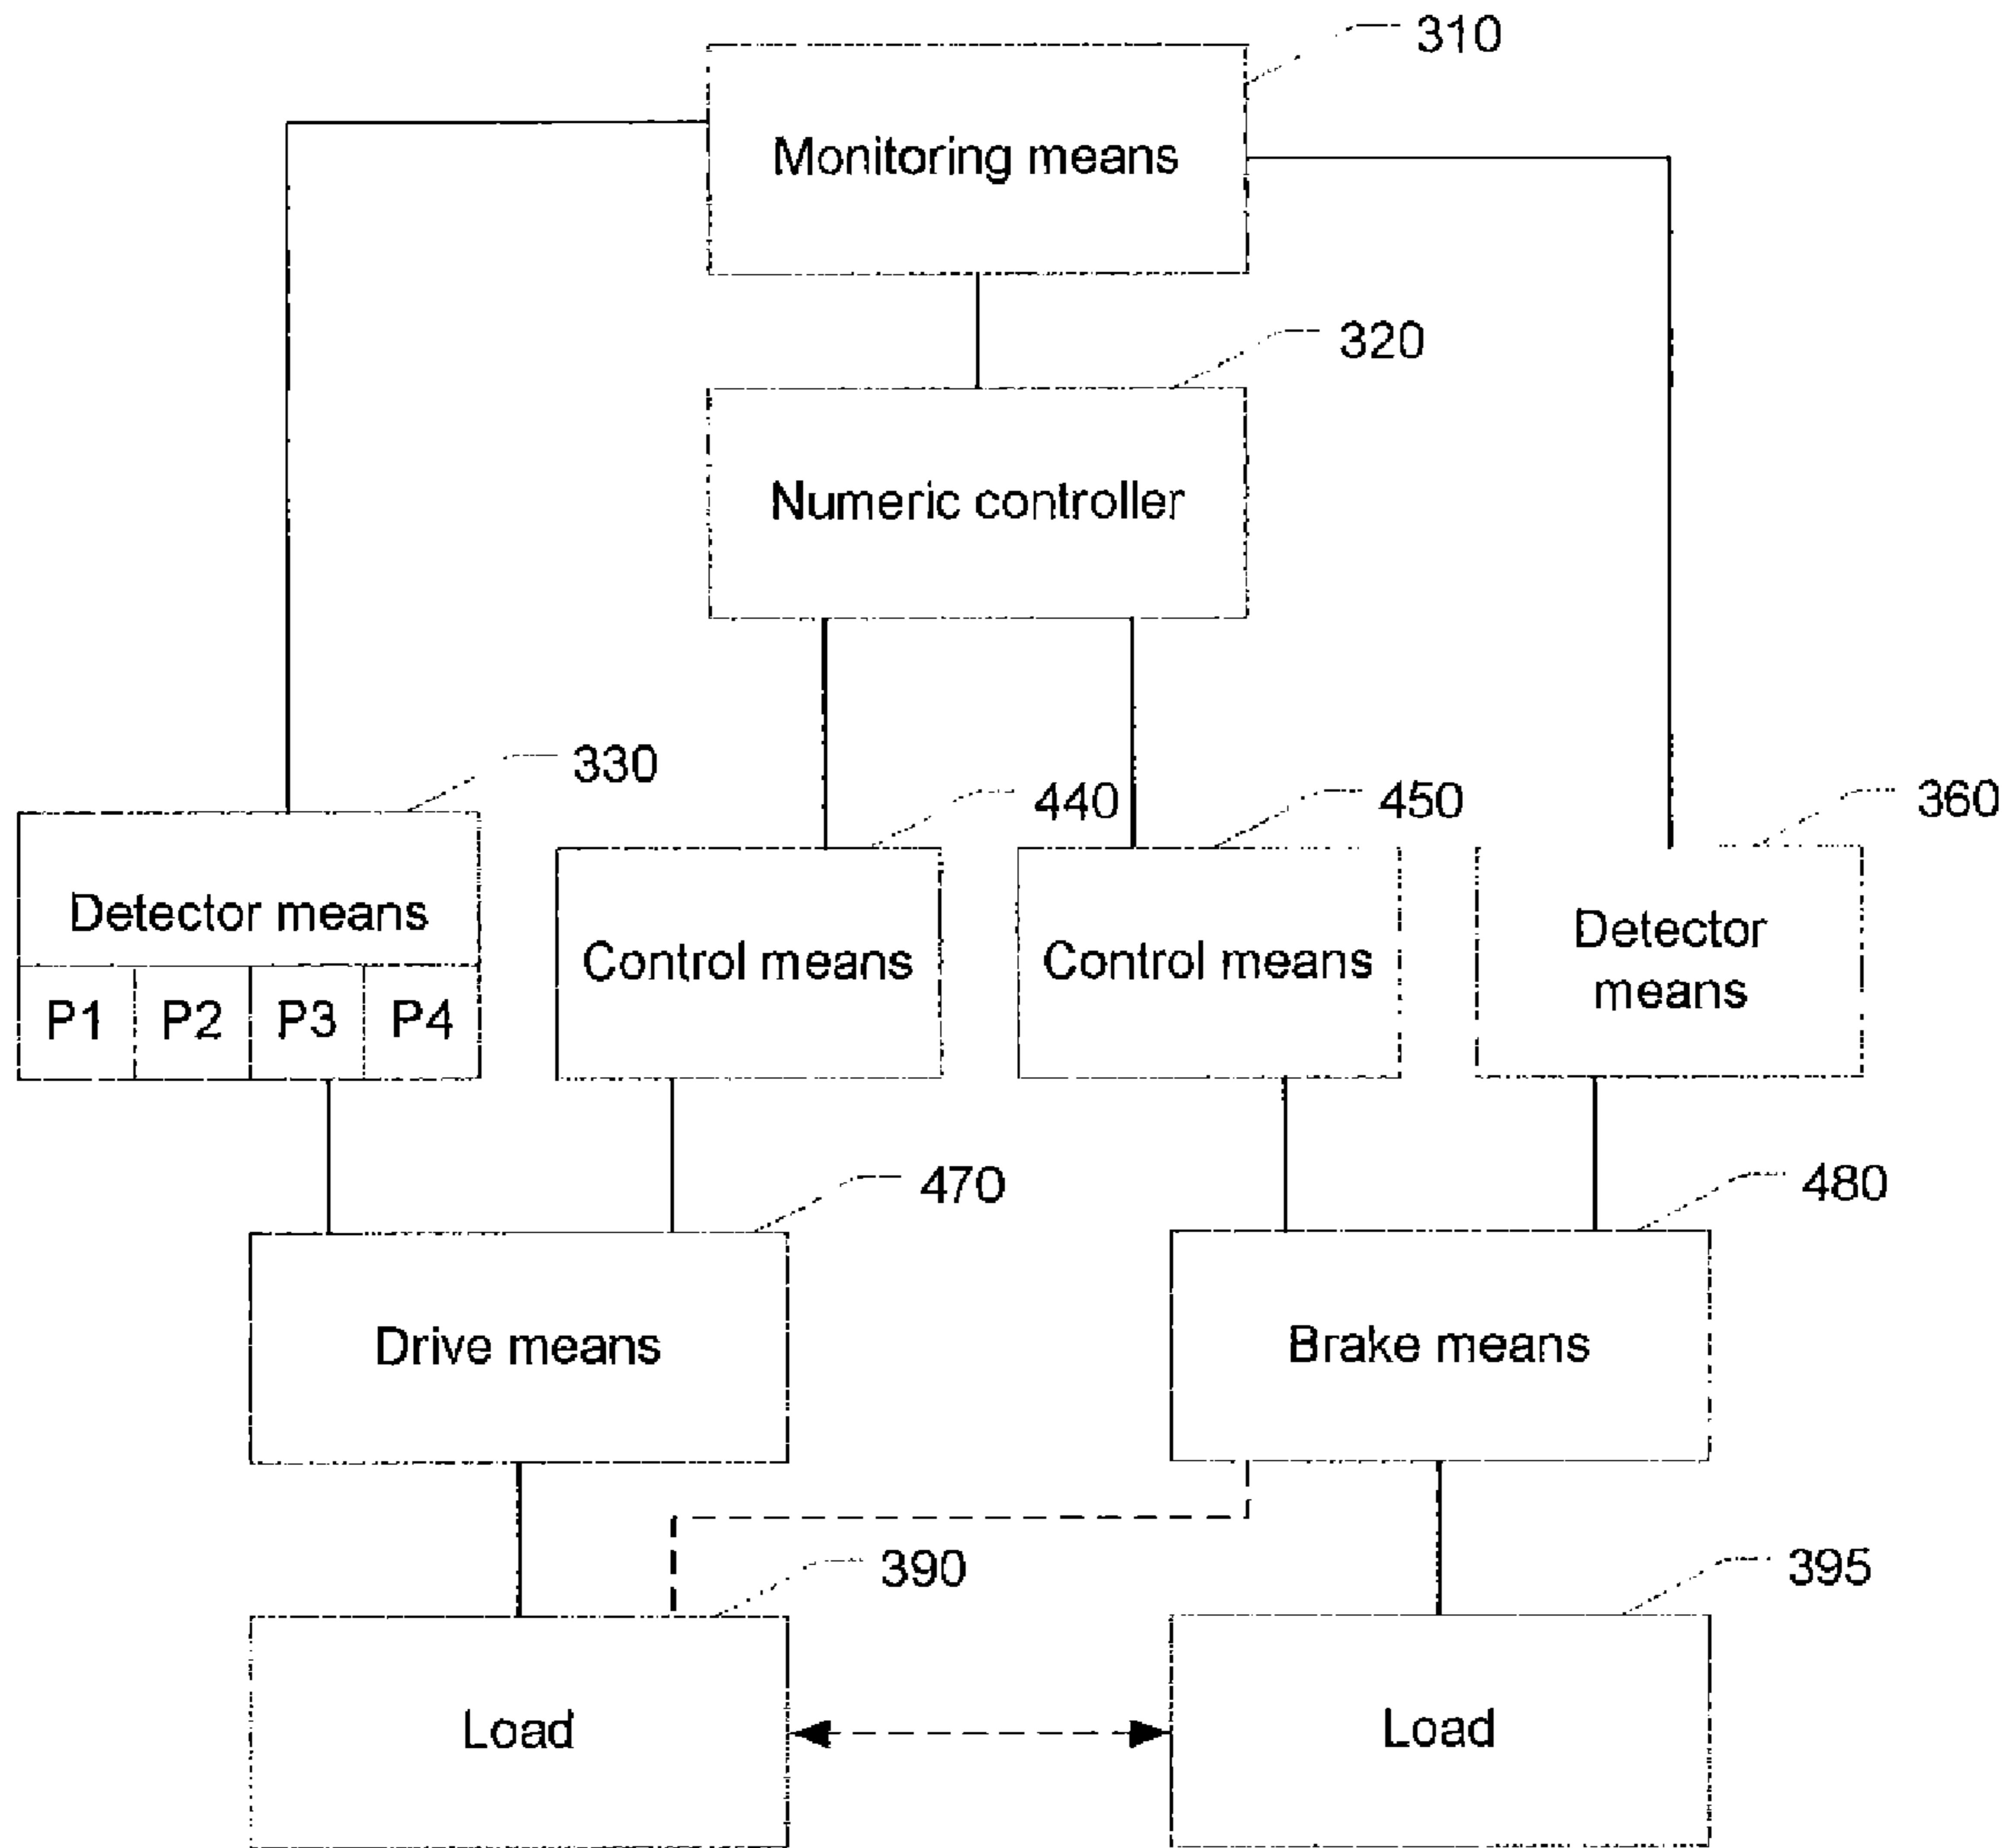 310
Monitoring means
320
Numeric controller
330
440
450
360
Detector means
P1 P2 P3 P4
Control means
Control means
Detector
means
470
480
Drive means
Brake means
390
395
Load
Load